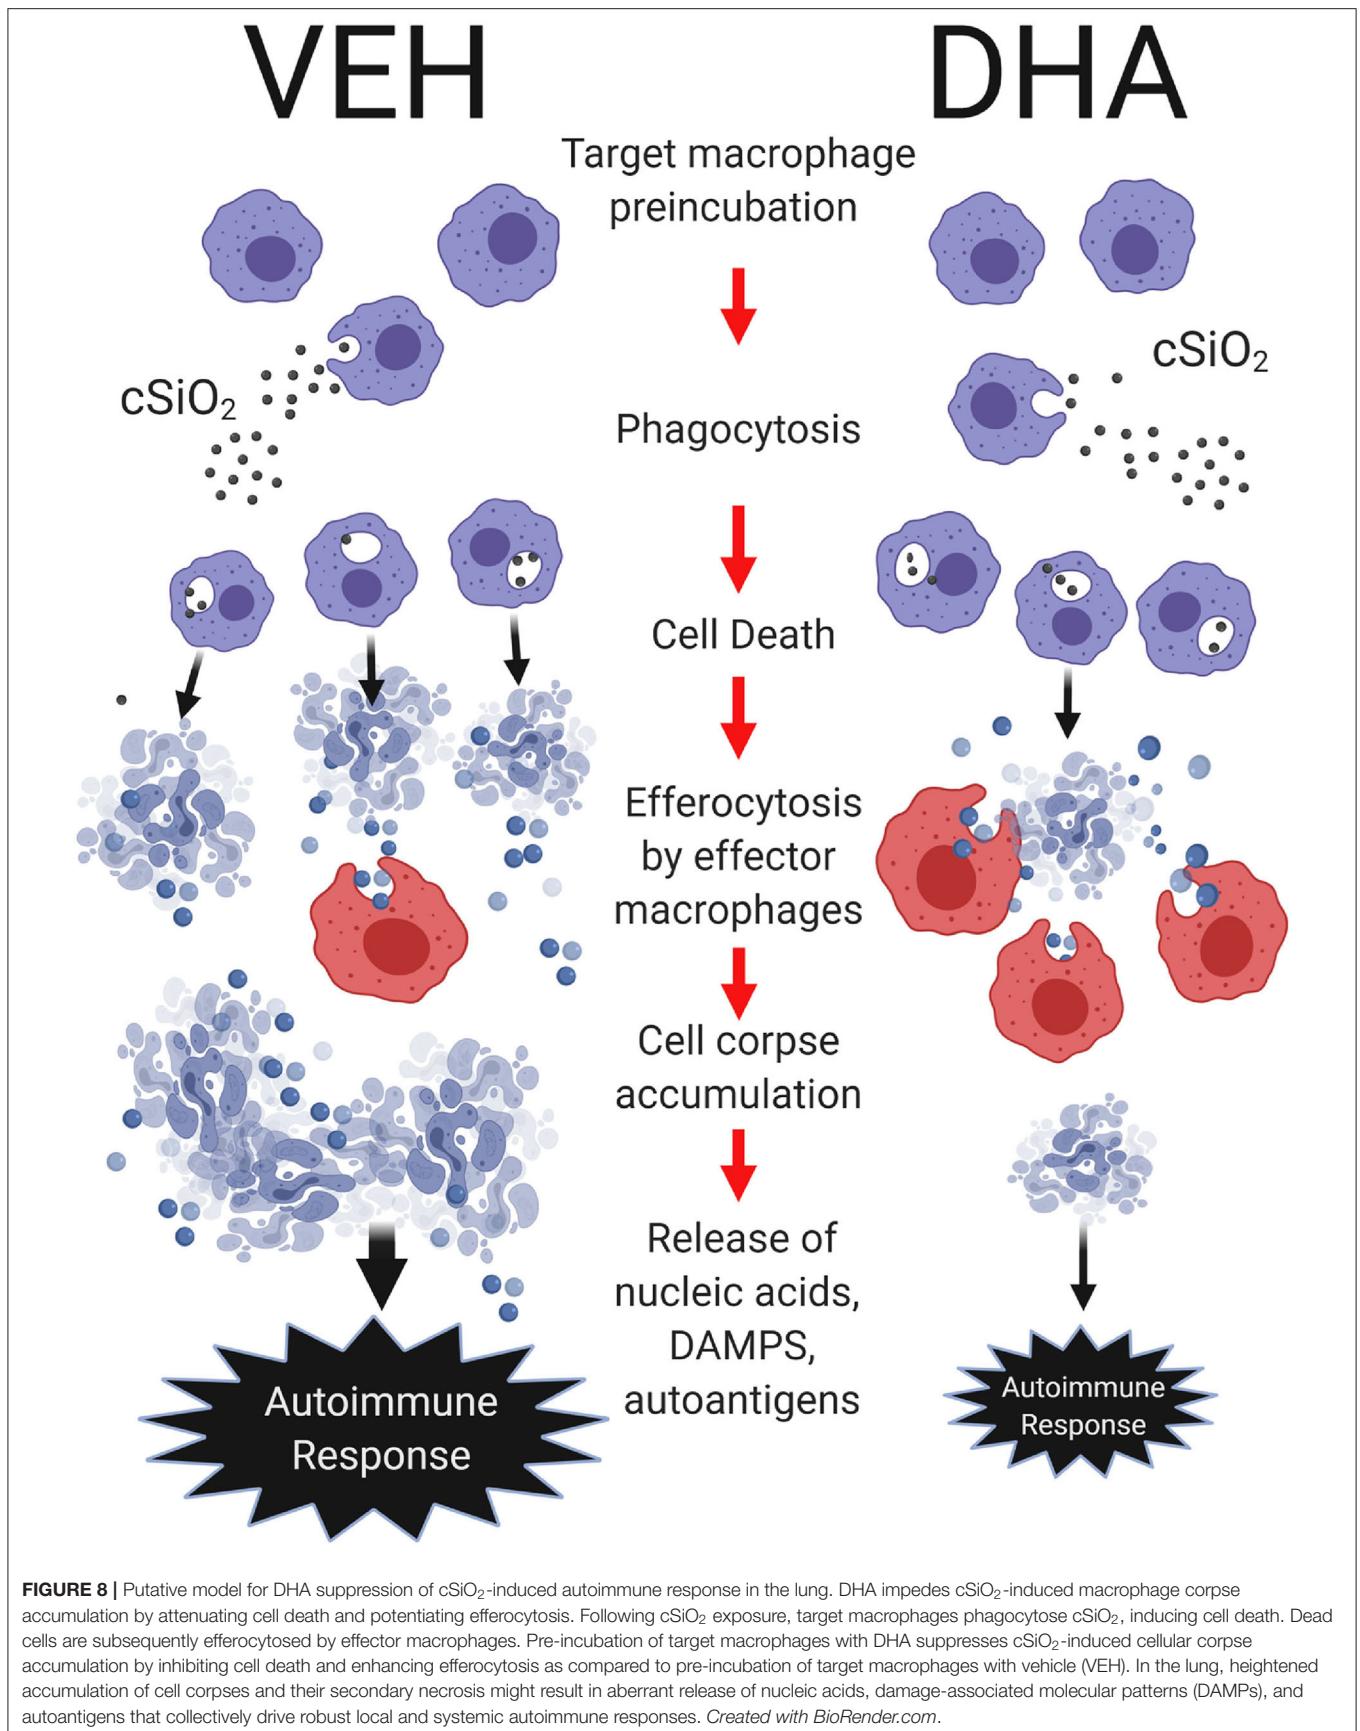 VEH
DHA
Target macrophage
preincubation
cSiO₂
cSiO₂
Phagocytosis
Cell Death
Efferocytosis
by effector
macrophages
Cell corpse
accumulation
Release of
nucleic acids,
DAMPS,
autoantigens
Autoimmune
Response
Autoimmune
Response
FIGURE 8 | Putative model for DHA suppression of cSiO₂-induced autoimmune response in the lung. DHA impedes cSiO₂-induced macrophage corpse
accumulation by attenuating cell death and potentiating efferocytosis. Following cSiO₂ exposure, target macrophages phagocytose cSiO₂, inducing cell death. Dead
cells are subsequently efferocytosed by effector macrophages. Pre-incubation of target macrophages with DHA suppresses cSiO₂-induced cellular corpse
accumulation by inhibiting cell death and enhancing efferocytosis as compared to pre-incubation of target macrophages with vehicle (VEH). In the lung, heightened
accumulation of cell corpses and their secondary necrosis might result in aberrant release of nucleic acids, damage-associated molecular patterns (DAMPs), and
autoantigens that collectively drive robust local and systemic autoimmune responses. Created with BioRender.com.